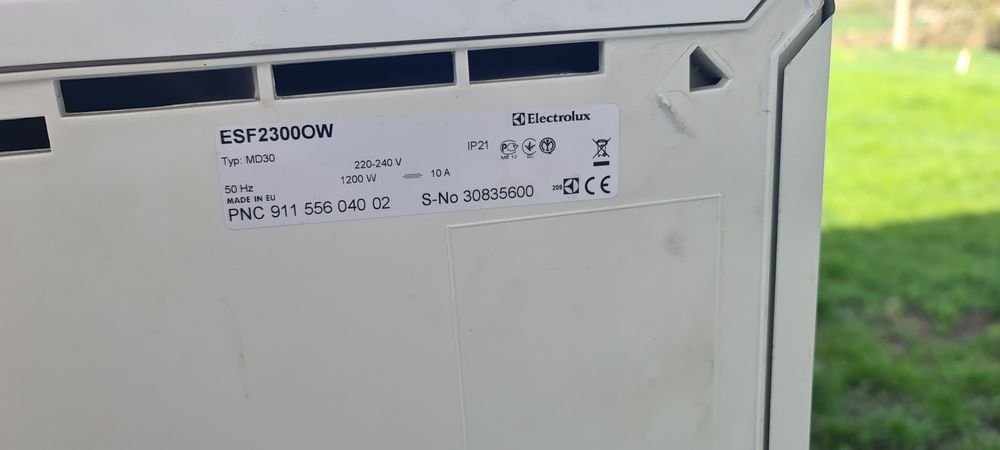 Electrolux
ESF2300OW
Typ: MD30
IP21
220-240 V
50 Hz
1200 W
10 A
MADE IN EU
PNC 911 556 040 02
S-No 30835600
209
CE